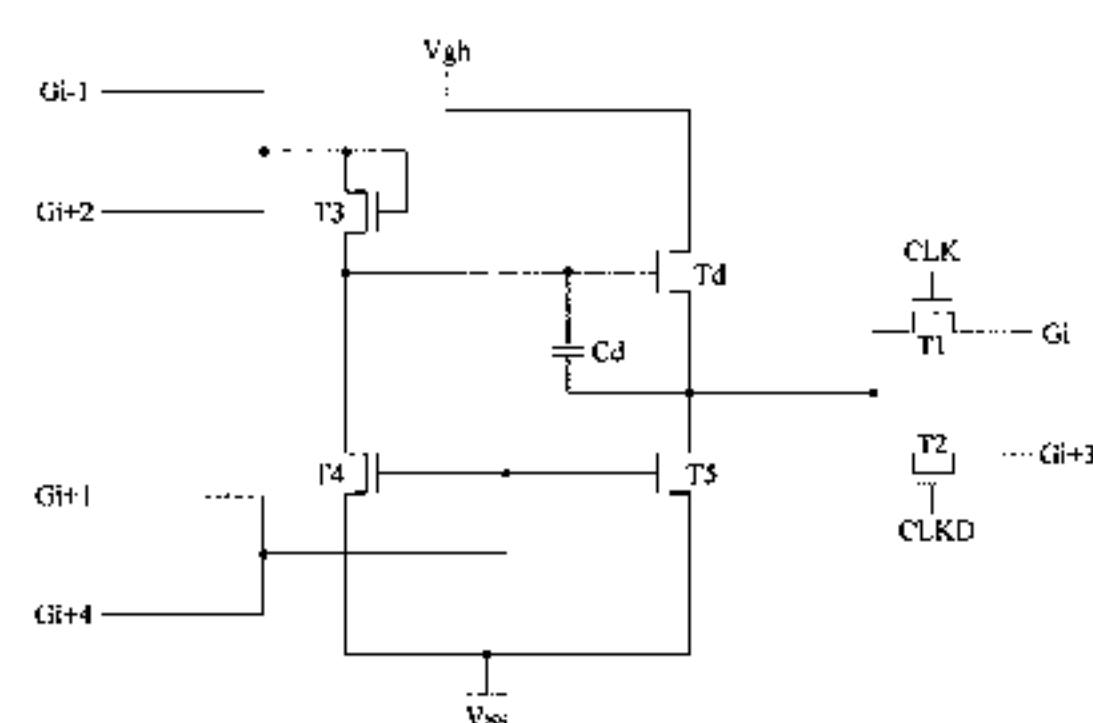 Vgh
Gi-1
Gi+2
T3
CLK
Td
T1
Gi
Cd
T4
T5
T2
Gi+3
Gi+1
CLKD
Gi+4
Vss